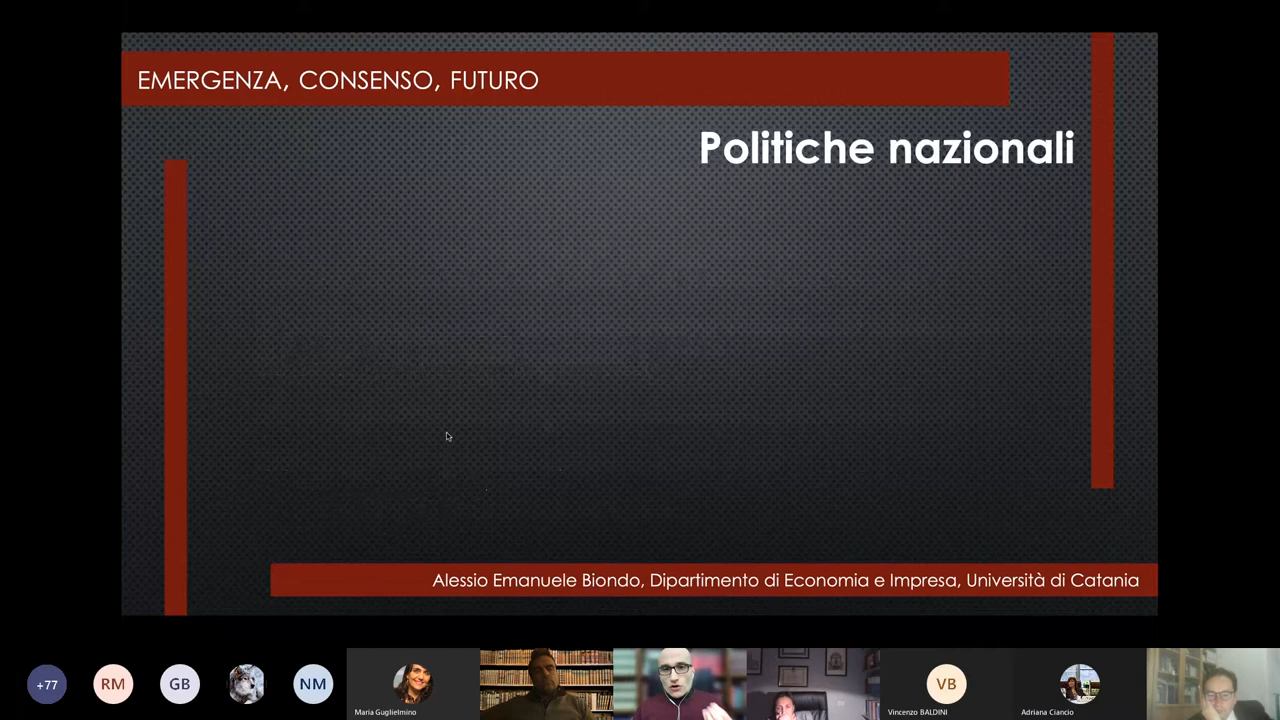 EMERGENZA, CONSENSO, FUTURO
Politiche nazionali
Alessio Emanuele Biondo, Dipartimento di Economia e Impresa, Università di Catania
+77
RM
GB
NM
Maria Guglielmino
VB
Vincenzo BALDINI
Adriana Ciancio